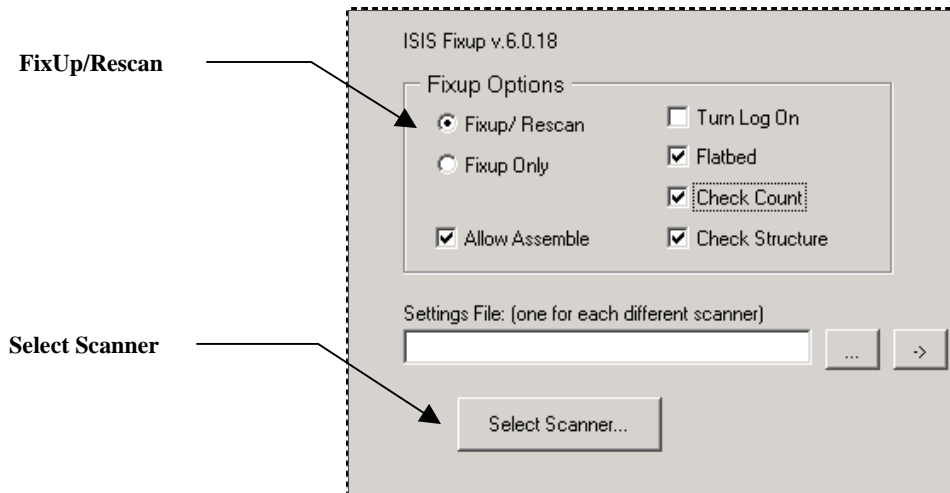 ISIS Fixup v.6.0.18
FixUp/Rescan
Fixup Options
Fixup/ Rescan
Turn Log On
Fixup Only
Flatbed
Check Count
Allow Assemble
Check Structure
Settings File: (one for each different scanner)
Select Scanner
...
->
Select Scanner...